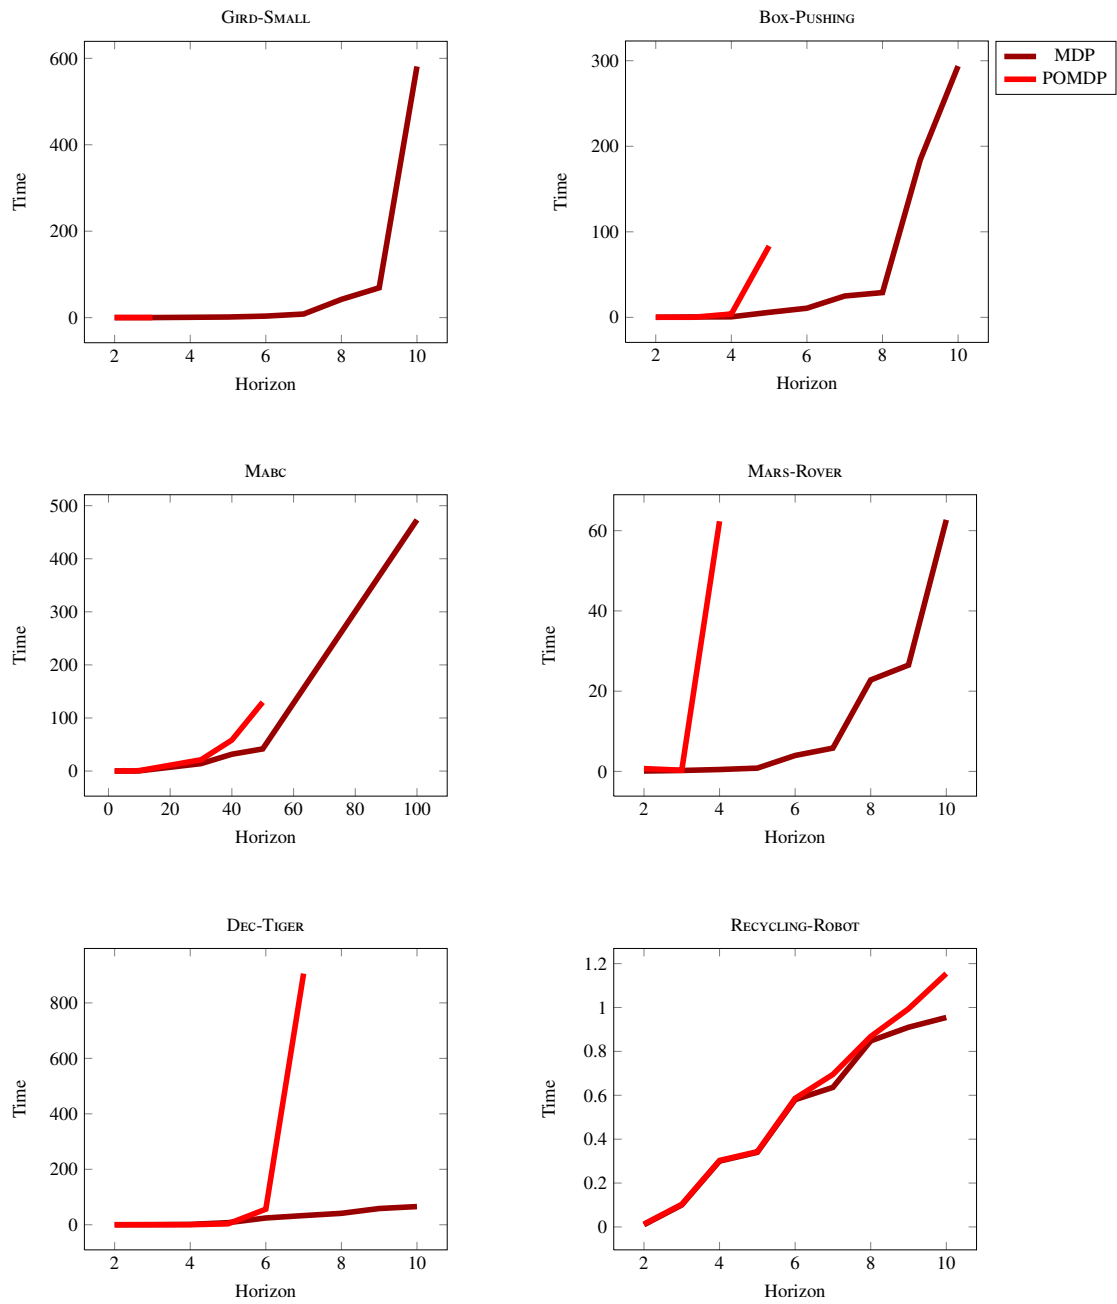 Gird-Small
600
400
200
0
2 4 6 8 10
Time
Horizon
Box-Pushing
300
200
100
0
2 4 6 8 10
Time
Horizon
MDP
POMDP
Mabc
500
400
300
200
100
0
0 20 40 60 80 100
Time
Horizon
Mars-Rover
60
40
20
0
2 4 6 8 10
Time
Horizon
Dec-Tiger
800
600
400
200
0
2 4 6 8 10
Time
Horizon
Recycling-Robot
1.2
1
0.8
0.6
0.4
0.2
0
2 4 6 8 10
Time
Horizon